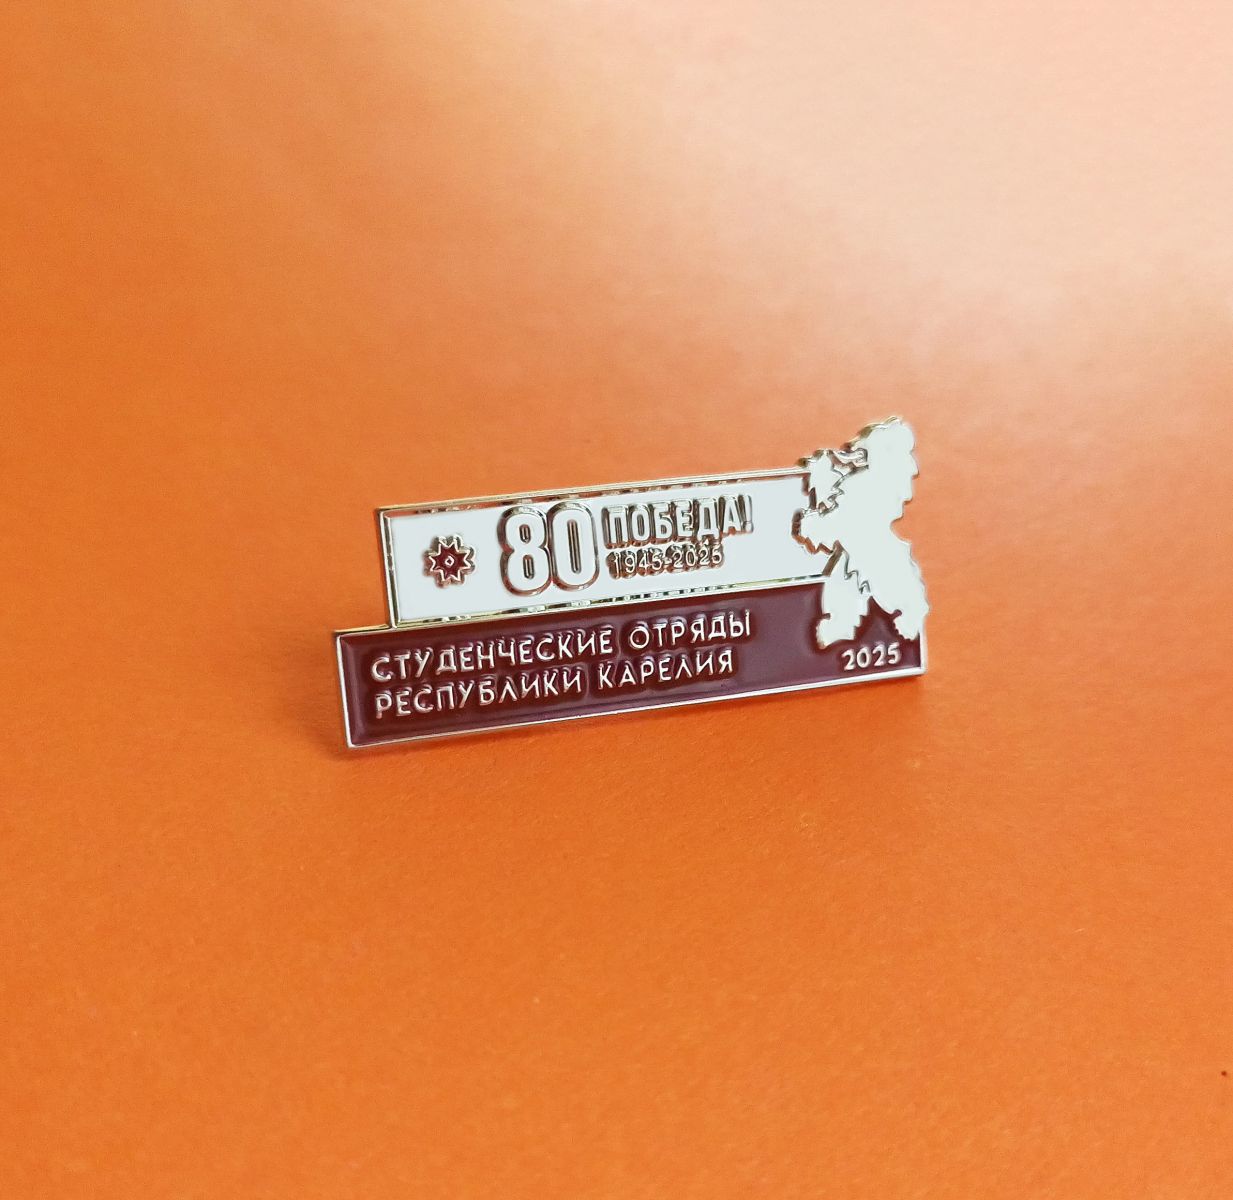 80 ПОБЕДА!
1945-2025
СТУДЕНЧЕСКИЕ ОТРЯДЫ
РЕСПУБЛИКИ КАРЕЛИЯ
2025